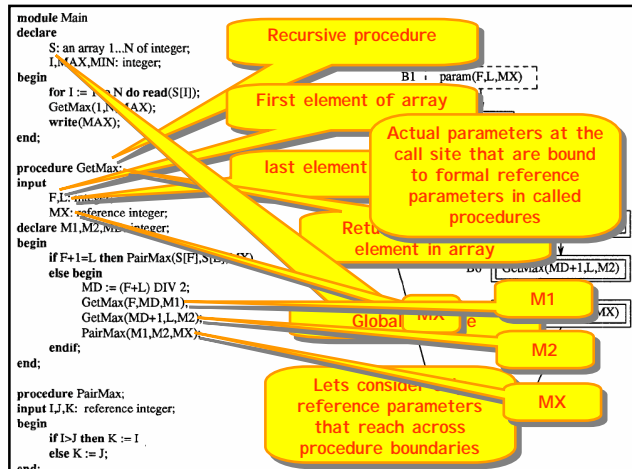 module Main
declare
S: an array 1...N of integer;
I,MAX,MIN: integer;
begin
for I := 1 to N do read(S[I]);
GetMax(1,N,MAX);
write(MAX);
end;
procedure GetMax;
input
F,L: integer;
MX: reference integer;
declare M1,M2,MD: integer;
begin
if F+1=L then PairMax(S[F],S[L],MX)
else begin
MD := (F+L) DIV 2;
GetMax(F,MD,M1);
GetMax(MD+1,L,M2);
PairMax(M1,M2,MX);
endif;
end;
procedure PairMax;
input I,J,K: reference integer;
begin
if I>J then K := I
else K := J;
end;
Recursive procedure
B1 param(F,L,MX)
First element of array
last element
Actual parameters at the
call site that are bound
to formal reference
parameters in called
procedures
element in array
GetMax(MD+1,L,M2)
MX
M1
MX)
M2
MX
Lets consider
reference parameters
that reach across
procedure boundaries